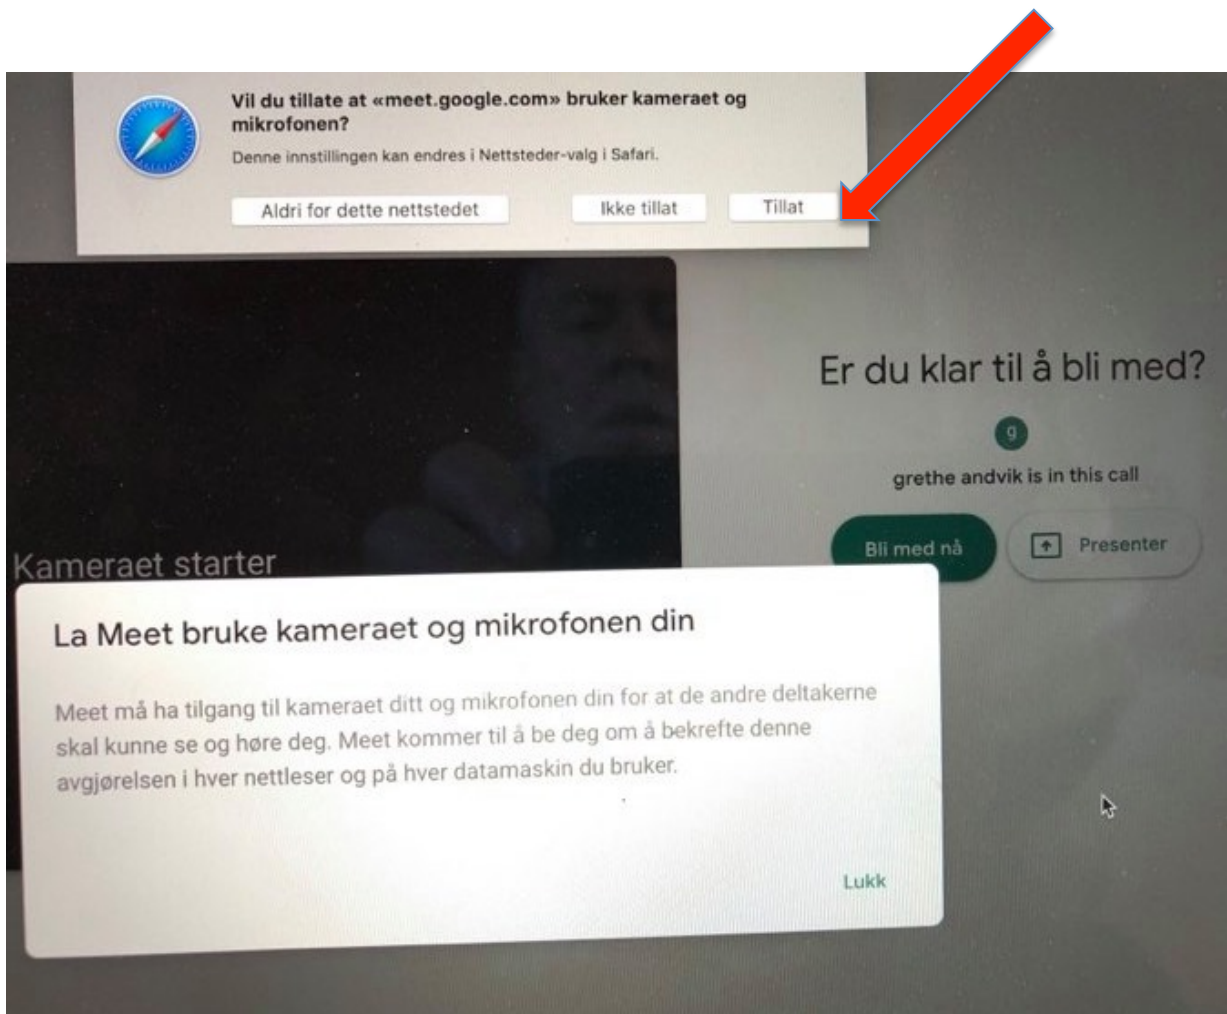 Vil du tillate at «meet.google.com» bruker kameraet og
mikrofonen?
Denne innstillingen kan endres i Nettsteder-valg i Safari.
Aldri for dette nettstedet
Ikke tillat
Tillat
Er du klar til å bli med?
g
grethe andvik is in this call
Bli med nå
Presenter
Kameraet starter
La Meet bruke kameraet og mikrofonen din
Meet må ha tilgang til kameraet ditt og mikrofonen din for at de andre deltakerne
skal kunne se og høre deg. Meet kommer til å be deg om å bekrefte denne
avgjørelsen i hver nettleser og på hver datamaskin du bruker.
Lukk